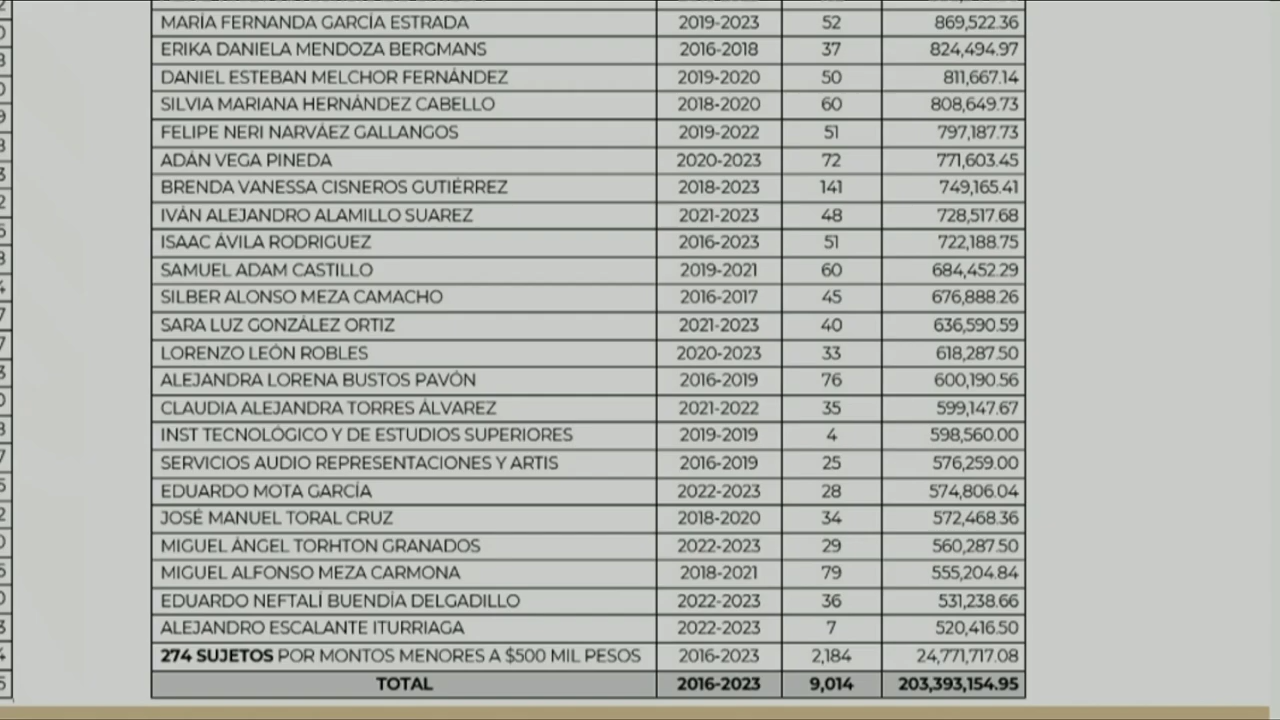 MARÍA FERNANDA GARCÍA ESTRADA 2019-2023 52 869,522.36
ERIKA DANIELA MENDOZA BERGMANS 2016-2018 37 824,494.97
DANIEL ESTEBAN MELCHOR FERNÁNDEZ 2019-2020 50 811,667.14
SILVIA MARIANA HERNÁNDEZ CABELLO 2018-2020 60 808,649.73
FELIPE NERI NARVÁEZ GALLANGOS 2019-2022 51 797,187.73
ADÁN VEGA PINEDA 2020-2023 72 771,603.45
BRENDA VANESSA CISNEROS GUTIÉRREZ 2018-2023 141 749,165.41
IVÁN ALEJANDRO ALAMILLO SUAREZ 2021-2023 48 728,517.68
ISAAC ÁVILA RODRIGUEZ 2016-2023 51 722,188.75
SAMUEL ADAM CASTILLO 2019-2021 60 684,452.29
SILBER ALONSO MEZA CAMACHO 2016-2017 45 676,888.26
SARA LUZ GONZÁLEZ ORTIZ 2021-2023 40 636,590.59
LORENZO LEÓN ROBLES 2020-2023 33 618,287.50
ALEJANDRA LORENA BUSTOS PAVÓN 2016-2019 76 600,190.56
CLAUDIA ALEJANDRA TORRES ÁLVAREZ 2021-2022 35 599,147.67
INST TECNOLÓGICO Y DE ESTUDIOS SUPERIORES 2019-2019 4 598,560.00
SERVICIOS AUDIO REPRESENTACIONES Y ARTIS 2016-2019 25 576,259.00
EDUARDO MOTA GARCÍA 2022-2023 28 574,806.04
JOSÉ MANUEL TORAL CRUZ 2018-2020 34 572,468.36
MIGUEL ÁNGEL TORHTON GRANADOS 2022-2023 29 560,287.50
MIGUEL ALFONSO MEZA CARMONA 2018-2021 79 555,204.84
EDUARDO NEFTALÍ BUENDÍA DELGADILLO 2022-2023 36 531,238.66
ALEJANDRO ESCALANTE ITURRIAGA 2022-2023 7 520,416.50
274 SUJETOS POR MONTOS MENORES A $500 MIL PESOS 2016-2023 2,184 24,771,717.08
TOTAL 2016-2023 9,014 203,393,154.95